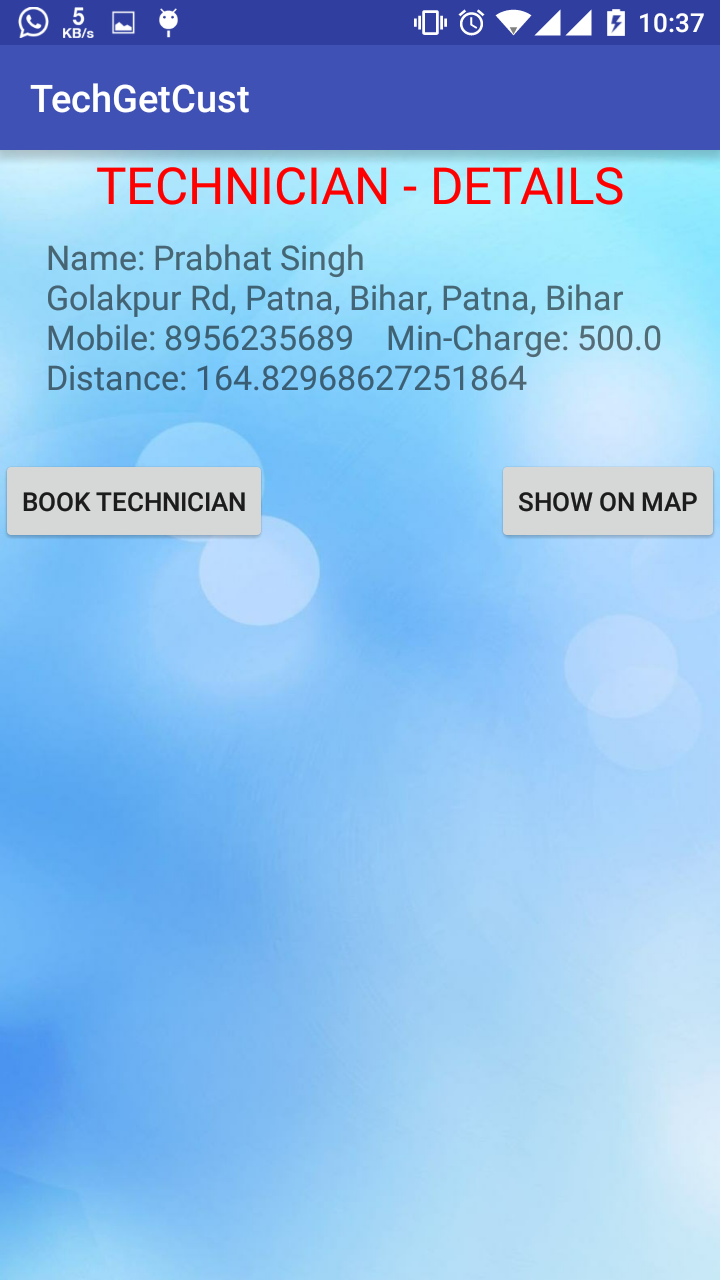 5
KB/s
10:37
TechGetCust
TECHNICIAN - DETAILS
Name: Prabhat Singh
Golakpur Rd, Patna, Bihar, Patna, Bihar
Mobile: 8956235689    Min-Charge: 500.0
Distance: 164.82968627251864
BOOK TECHNICIAN
SHOW ON MAP